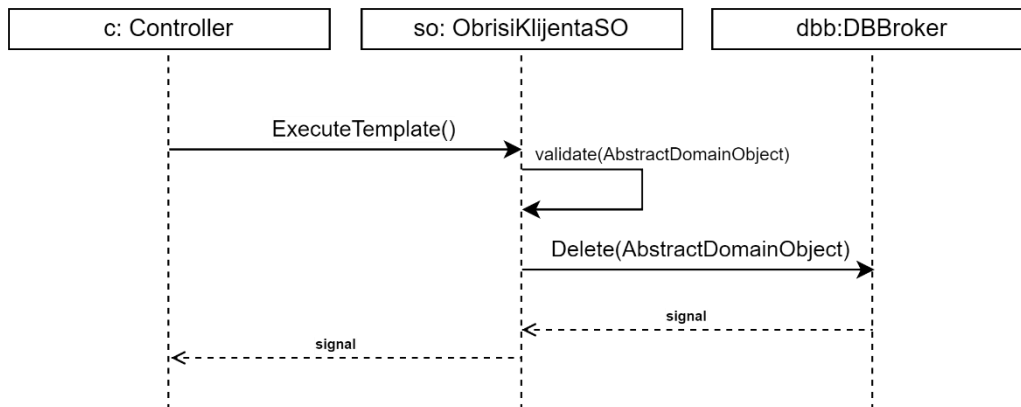 c: Controller
so: ObrisiKlijentaSO
dbb:DBBroker
ExecuteTemplate()
validate(AbstractDomainObject)
Delete(AbstractDomainObject)
signal
signal